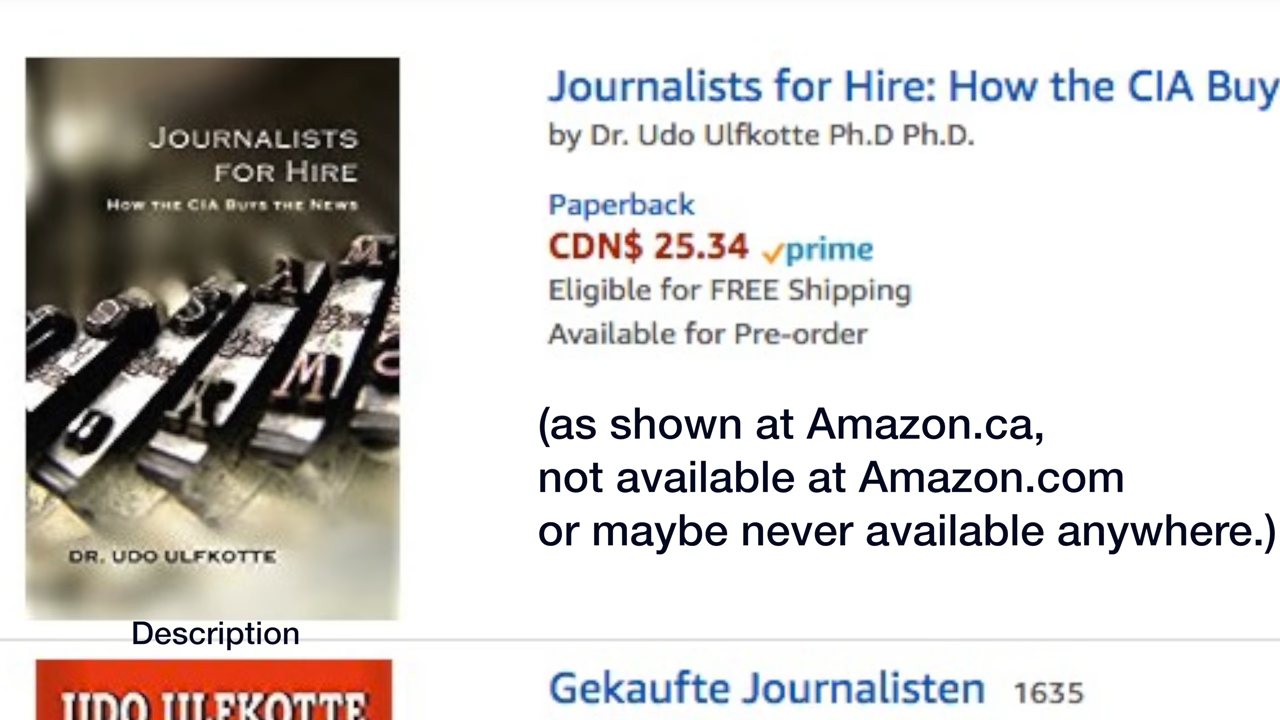 JOURNALISTS
FOR HIRE
HOW THE CIA BUYS THE NEWS
DR. UDO ULFKOTTE
Description
Journalists for Hire: How the CIA Buy
by Dr. Udo Ulfkotte Ph.D Ph.D.
Paperback
CDN$ 25.34 prime
Eligible for FREE Shipping
Available for Pre-order
(as shown at Amazon.ca,
not available at Amazon.com
or maybe never available anywhere.)
UDO ULFKOTTE
Gekaufte Journalisten 1635